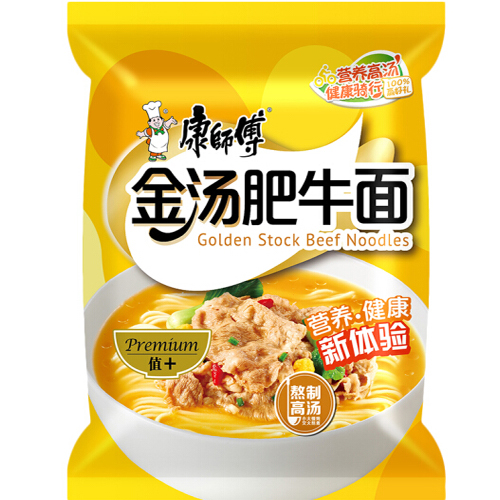 营养高汤
健康骑行
100%
康師傅
金汤肥牛面
Golden Stock Beef Noodles
营养·健康
新体验
Premium
值+
熬制
高汤